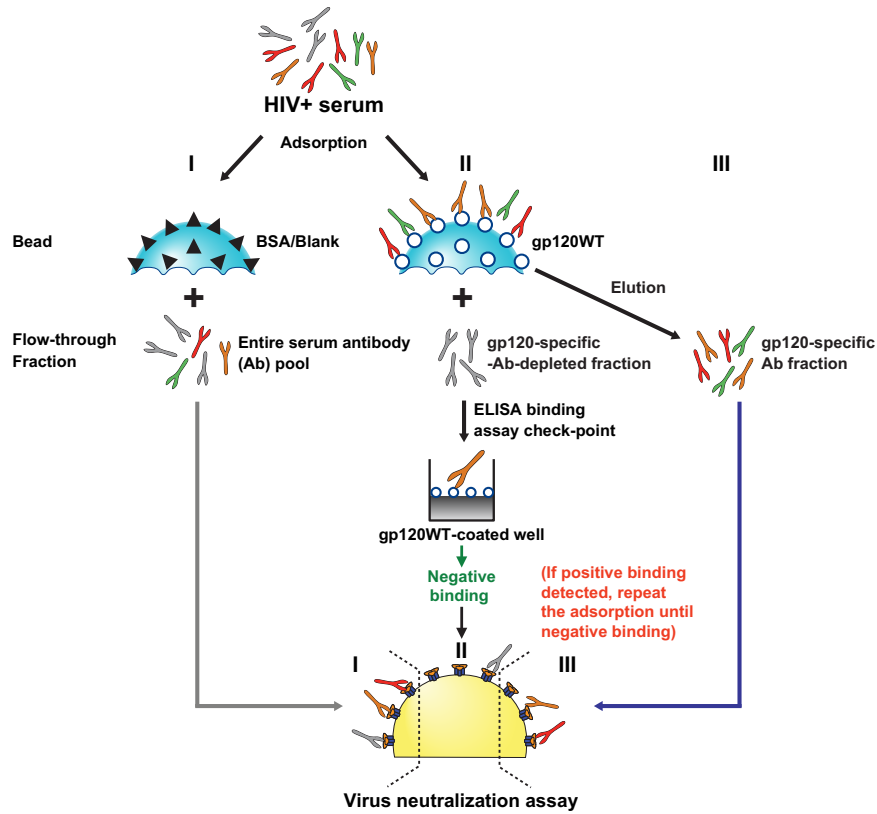 HIV+ serum
Adsorption
I
II
III
Bead
BSA/Blank
gp120WT
Elution
Flow-through
Fraction
Entire serum antibody
(Ab) pool
gp120-specific
-Ab-depleted fraction
gp120-specific
Ab fraction
ELISA binding
assay check-point
gp120WT-coated well
Negative
binding
(If positive binding
detected, repeat
the adsorption until
negative binding)
I
II
III
Virus neutralization assay